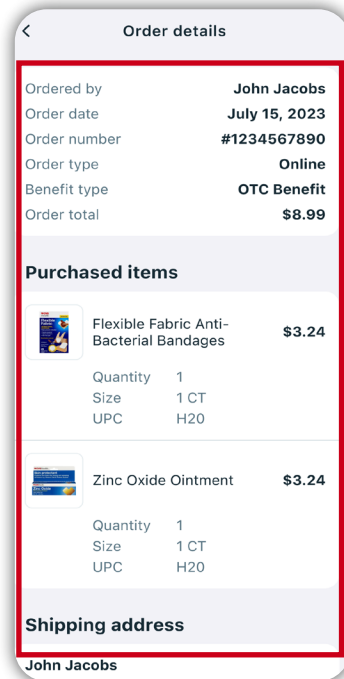 Order details
Ordered by John Jacobs
Order date July 15, 2023
Order number #1234567890
Order type Online
Benefit type OTC Benefit
Order total $8.99
Purchased items
Flexible Fabric Anti-
Bacterial Bandages $3.24
Quantity 1
Size 1 CT
UPC H20
Zinc Oxide Ointment $3.24
Quantity 1
Size 1 CT
UPC H20
Shipping address
John Jacobs